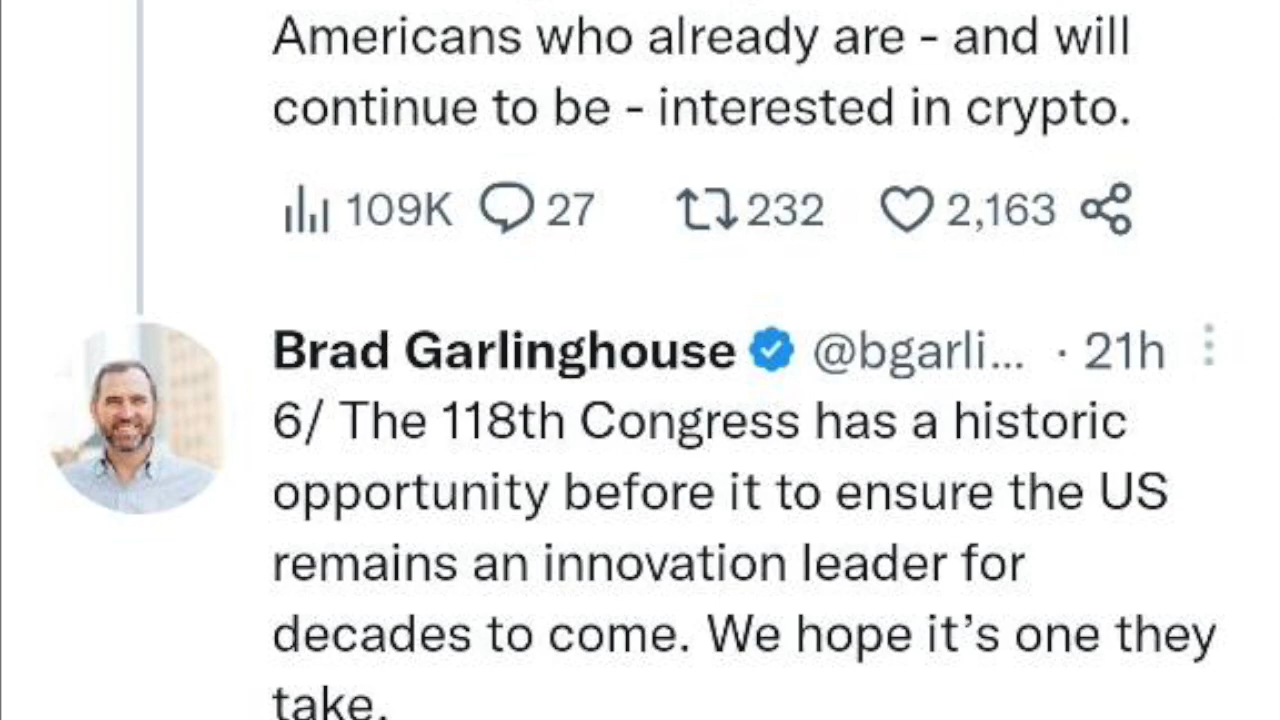 Americans who already are - and will
continue to be - interested in crypto.
109K 27 232 2,163
Brad Garlinghouse @bgarli... · 21h
6/ The 118th Congress has a historic
opportunity before it to ensure the US
remains an innovation leader for
decades to come. We hope it’s one they
take.